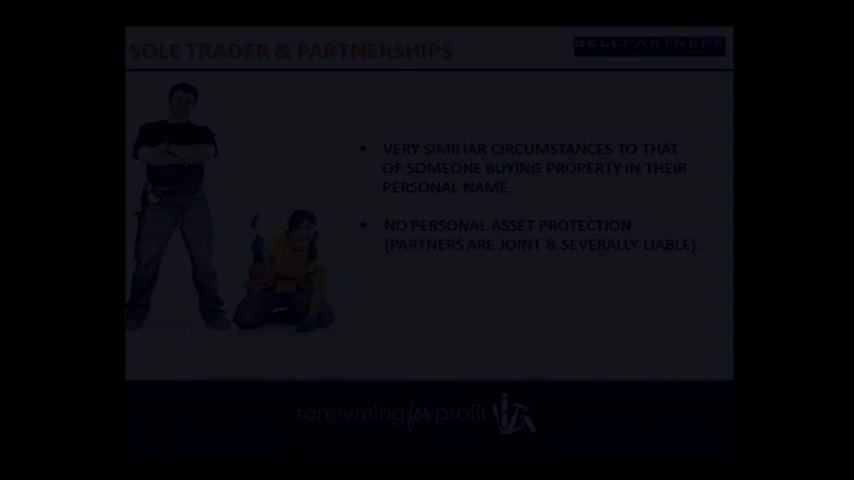 SOLE TRADER & PARTNERSHIPS
BELLPARTNERS
• VERY SIMILIAR CIRCUMSTANCES TO THAT
OF SOMEONE BUYING PROPERTY IN THEIR
PERSONAL NAME.
• NO PERSONAL ASSET PROTECTION
(PARTNERS ARE JOINT & SEVERALLY LIABLE).
renovating for profit